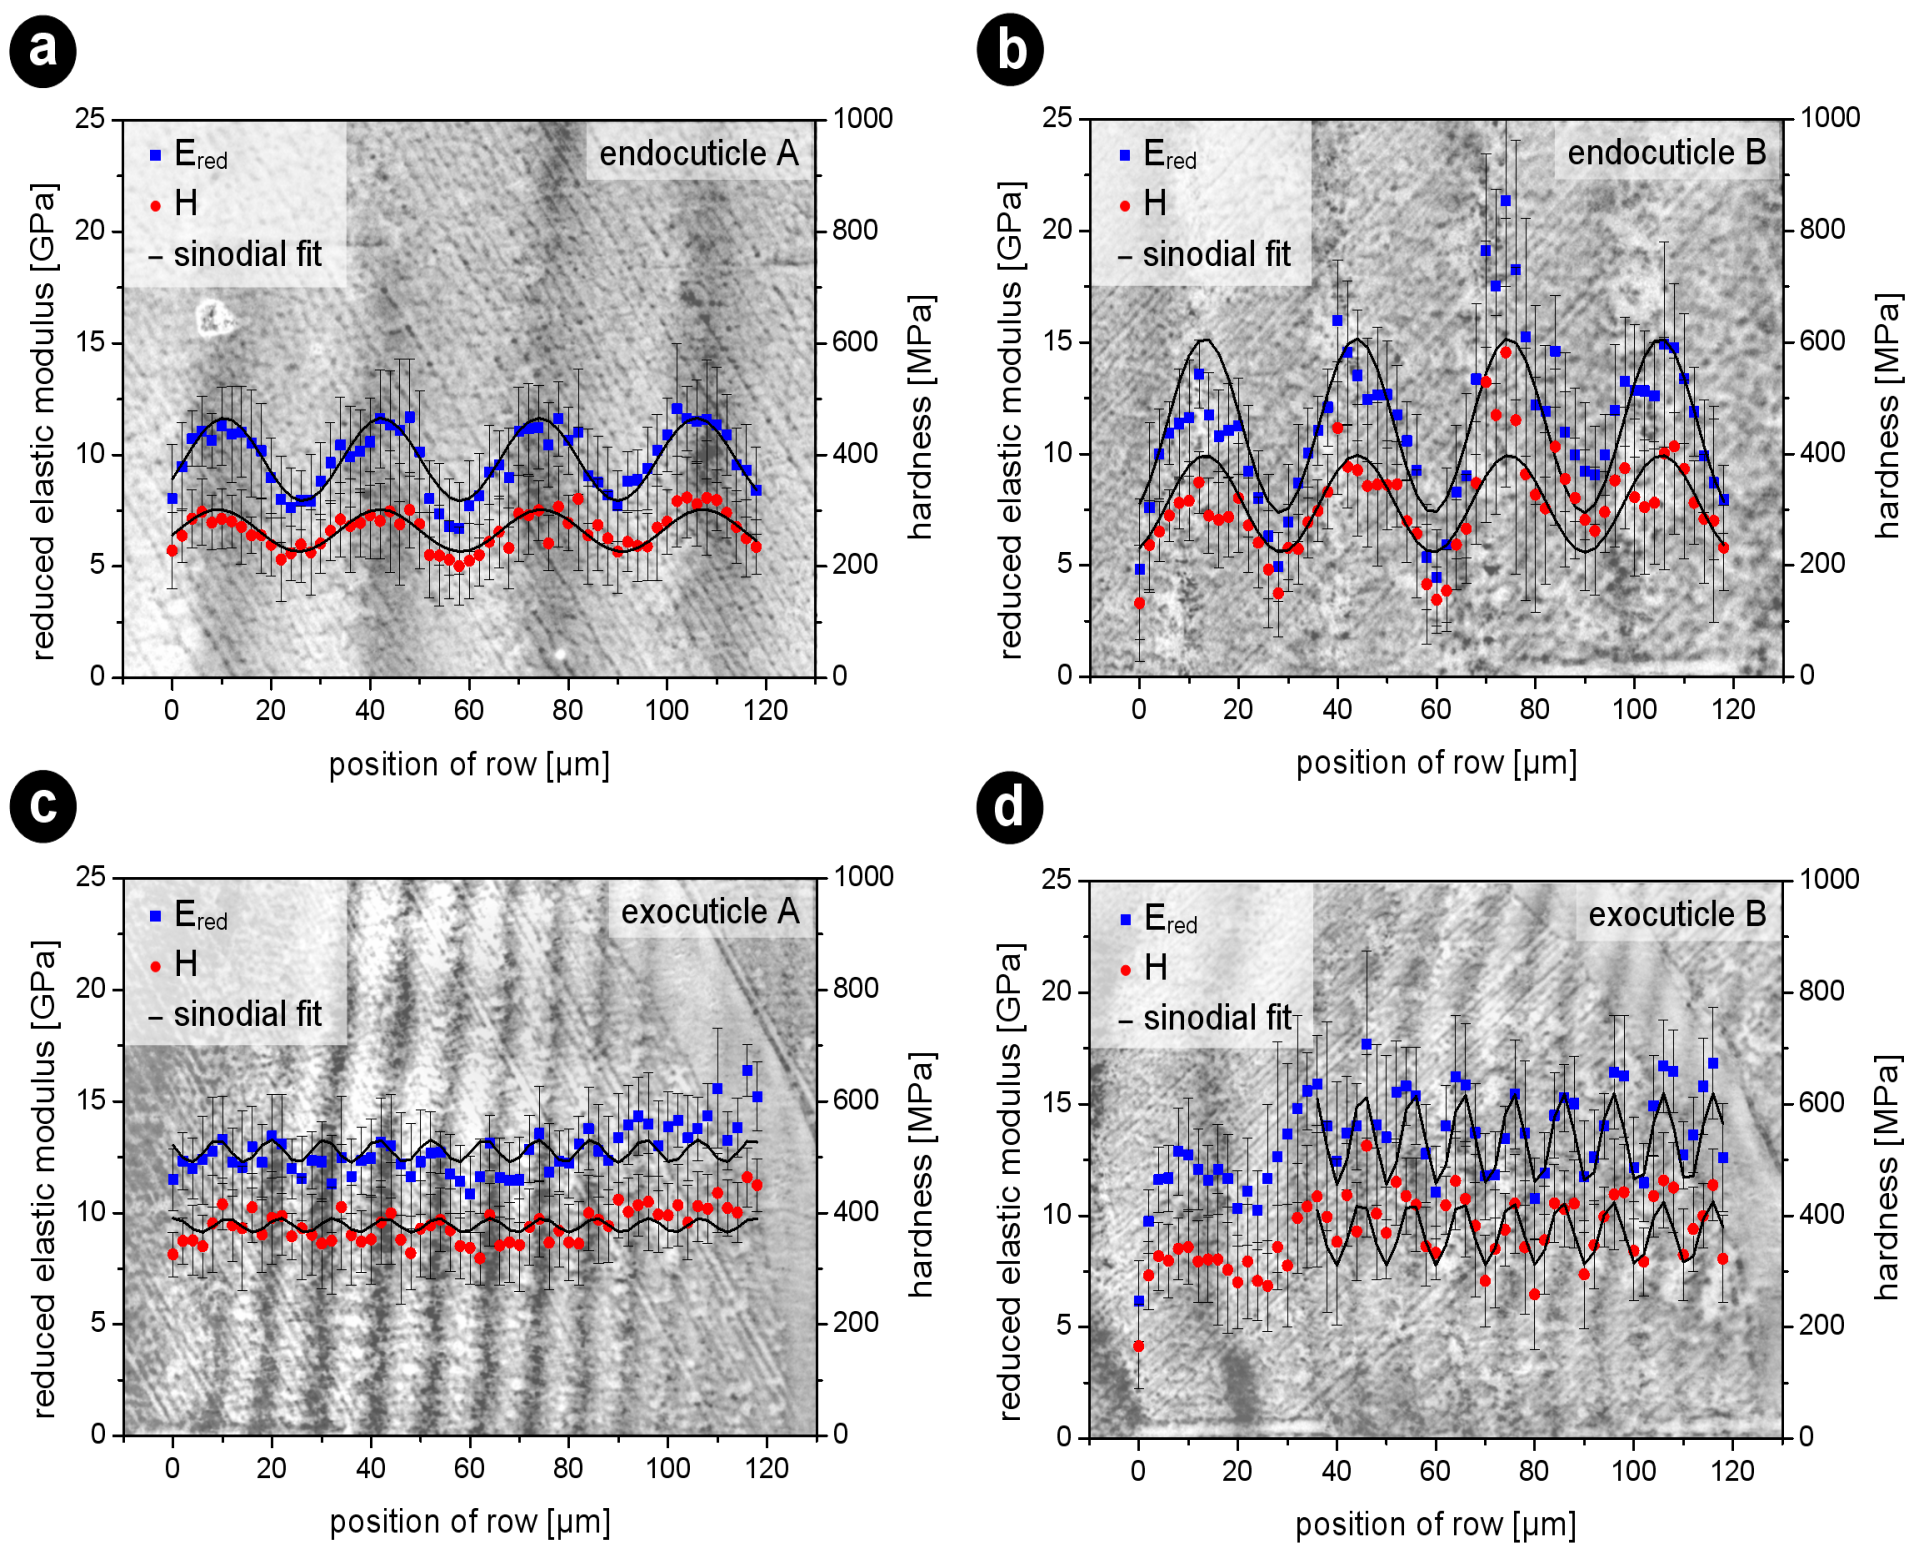 a
25
20
15
10
5
0
reduced elastic modulus [GPa]
1000
800
600
400
200
0
hardness [MPa]
E_red
H
– sinodial fit
endocuticle A
0 20 40 60 80 100 120
position of row [µm]
b
25
20
15
10
5
0
reduced elastic modulus [GPa]
1000
800
600
400
200
0
hardness [MPa]
E_red
H
– sinodial fit
endocuticle B
0 20 40 60 80 100 120
position of row [µm]
c
25
20
15
10
5
0
reduced elastic modulus [GPa]
1000
800
600
400
200
0
hardness [MPa]
E_red
H
– sinodial fit
exocuticle A
0 20 40 60 80 100 120
position of row [µm]
d
25
20
15
10
5
0
reduced elastic modulus [GPa]
1000
800
600
400
200
0
hardness [MPa]
E_red
H
– sinodial fit
exocuticle B
0 20 40 60 80 100 120
position of row [µm]